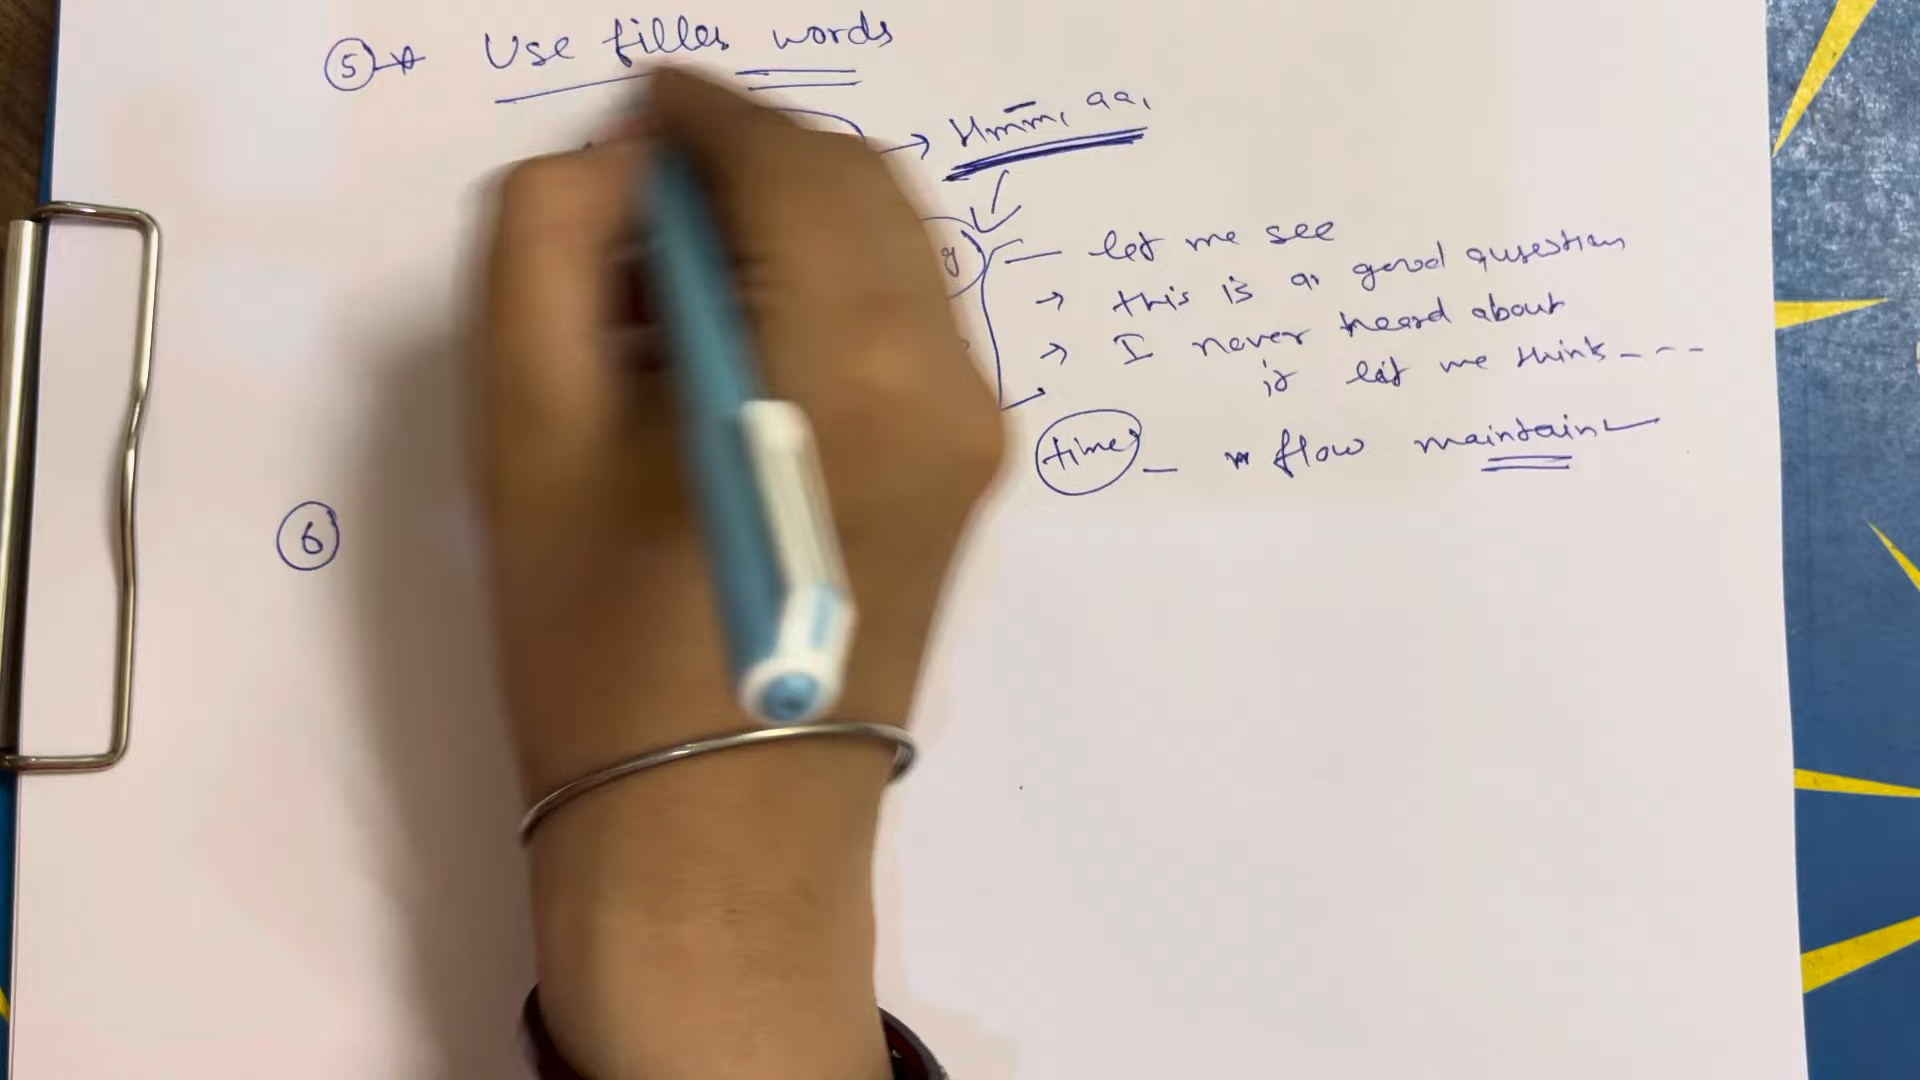 5 Use filler words
Hmm, aa,
let me see
this is a good question
I never heard about
it let me think----
time flow maintain
6